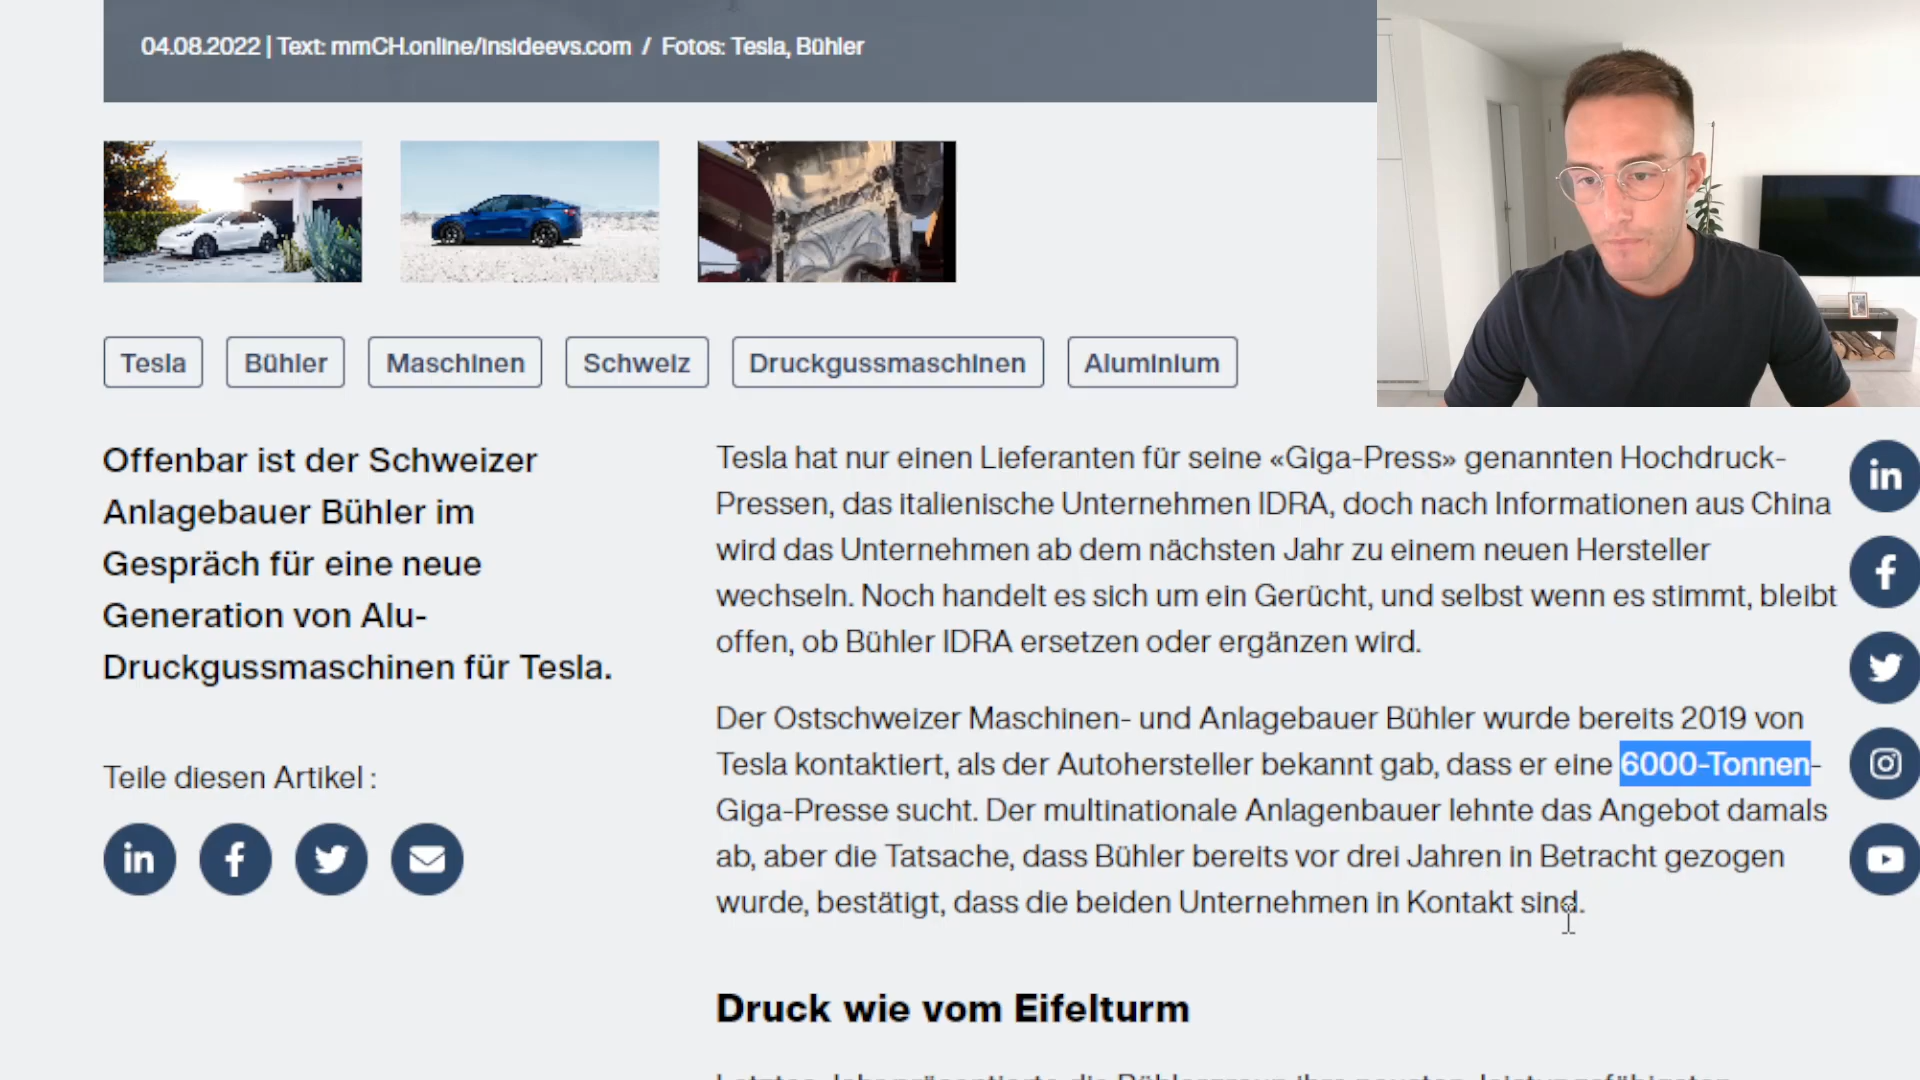 04.08.2022 | Text: mmCH.online/insideevs.com / Fotos: Tesla, Bühler
Tesla
Bühler
Maschinen
Schweiz
Druckgussmaschinen
Aluminium
Offenbar ist der Schweizer
Anlagebauer Bühler im
Gespräch für eine neue
Generation von Alu-
Druckgussmaschinen für Tesla.
Teile diesen Artikel :
Tesla hat nur einen Lieferanten für seine «Giga-Press» genannten Hochdruck-
Pressen, das italienische Unternehmen IDRA, doch nach Informationen aus China
wird das Unternehmen ab dem nächsten Jahr zu einem neuen Hersteller
wechseln. Noch handelt es sich um ein Gerücht, und selbst wenn es stimmt, bleibt
offen, ob Bühler IDRA ersetzen oder ergänzen wird.
Der Ostschweizer Maschinen- und Anlagebauer Bühler wurde bereits 2019 von
Tesla kontaktiert, als der Autohersteller bekannt gab, dass er eine 6000-Tonnen-
Giga-Presse sucht. Der multinationale Anlagenbauer lehnte das Angebot damals
ab, aber die Tatsache, dass Bühler bereits vor drei Jahren in Betracht gezogen
wurde, bestätigt, dass die beiden Unternehmen in Kontakt sind.
Druck wie vom Eifelturm